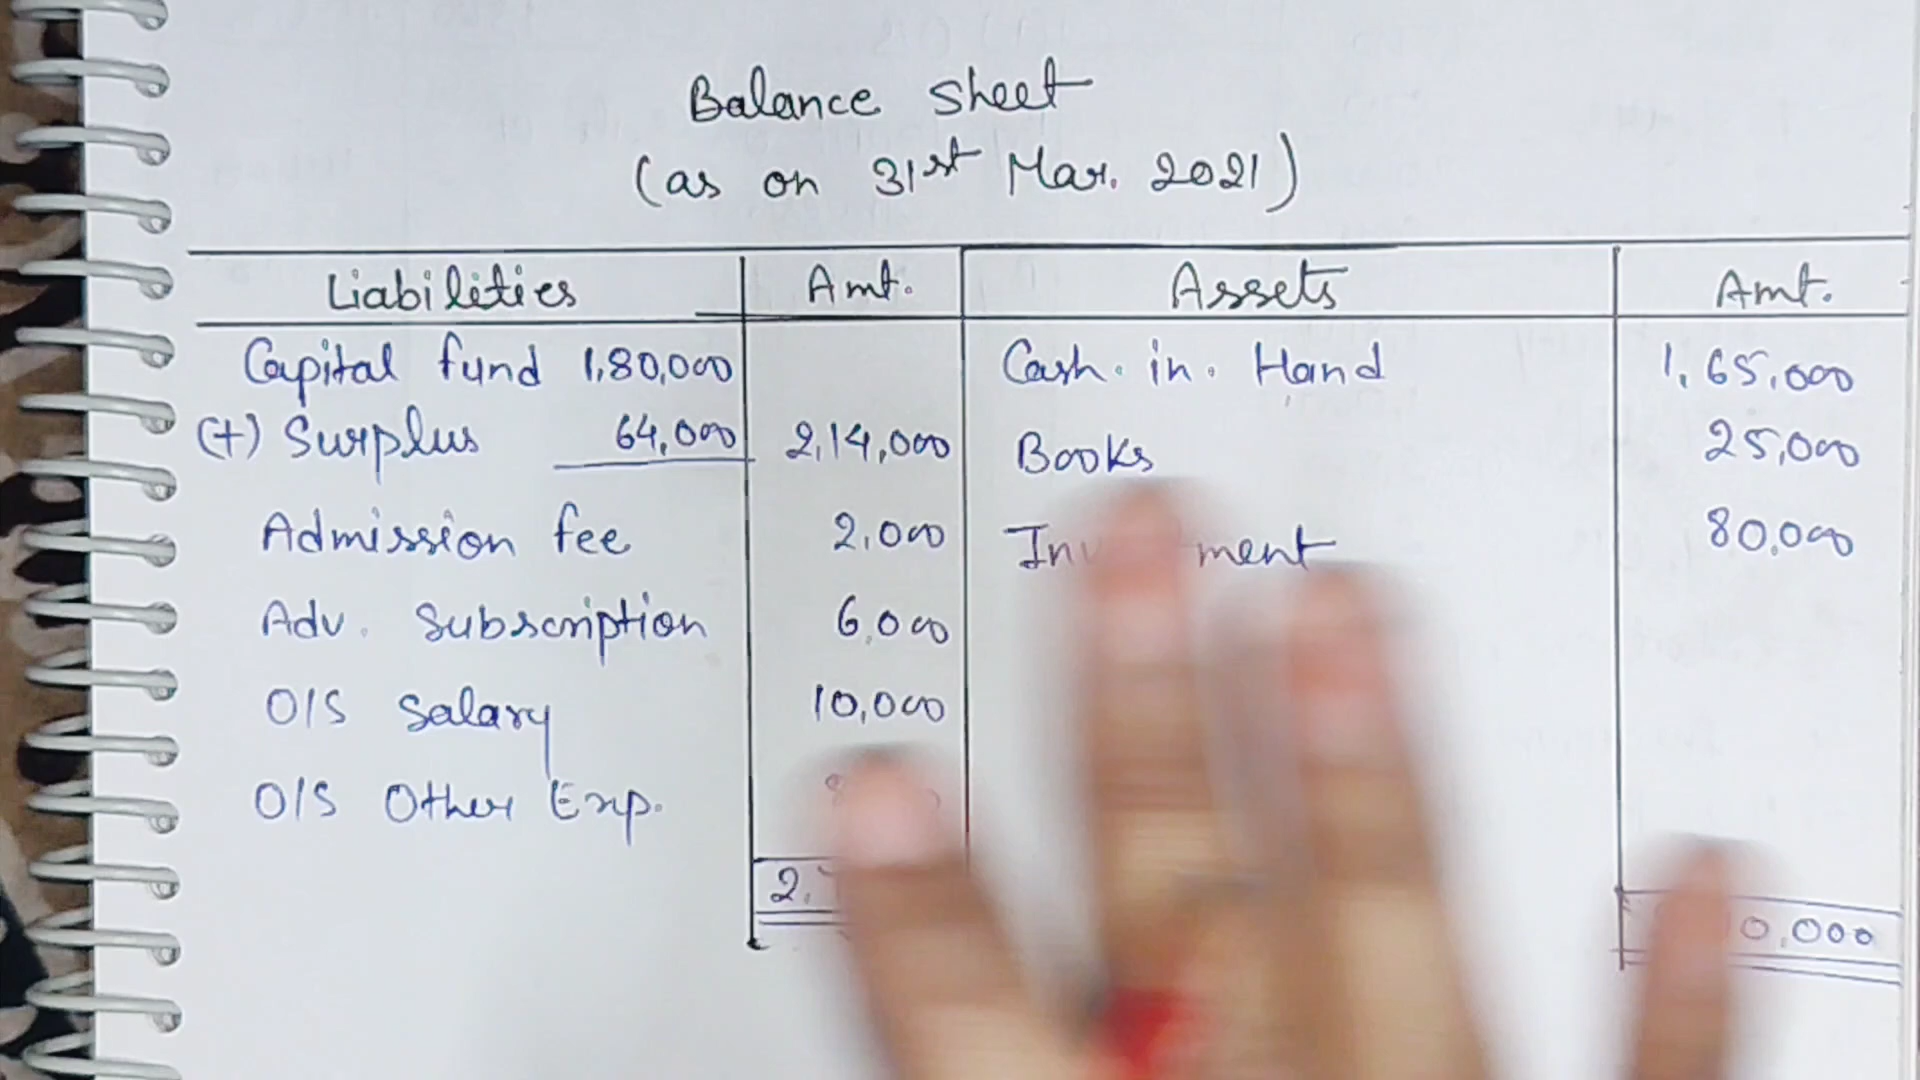 Balance Sheet
(as on 31st Mar. 2021)
Liabilities Amt. Assets Amt.
Capital fund 1,80,000 Cash. in. Hand 1,65,000
(+) Surplus 64,000 2,14,000 Books 25,000
Admission fee 2,000 80,000
Adv. Subscription 6,000
O/S Salary 10,000
O/S Other Exp.